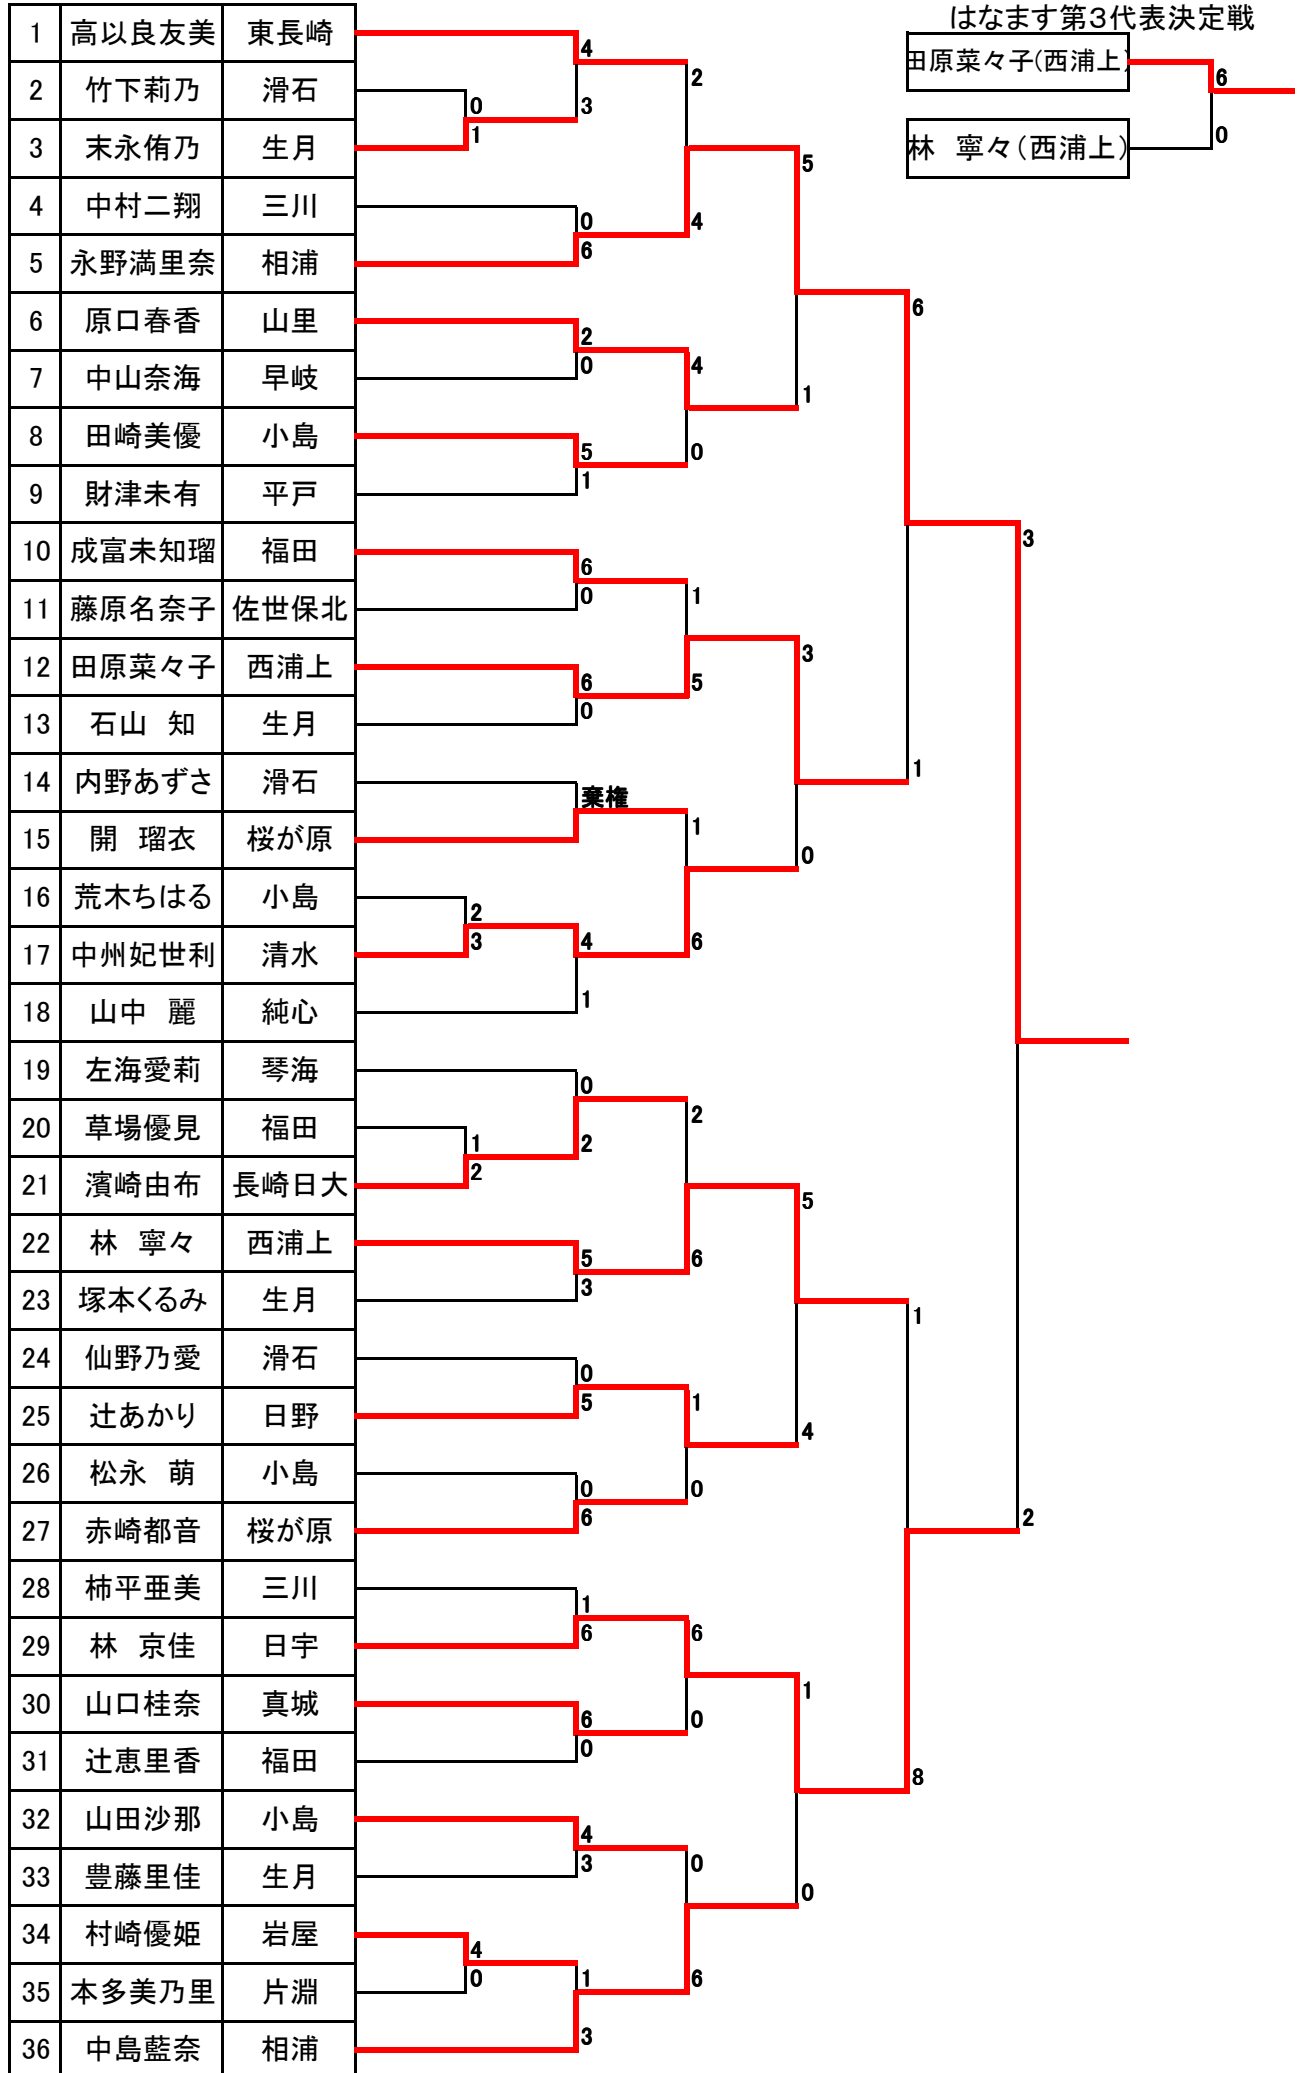 はなます第3代表決定戦
田原菜々子(西浦上)
6
林　寧々(西浦上)
0
1 高以良友美 東長崎
2 竹下莉乃 滑石
3 末永侑乃 生月
4 中村二翔 三川
5 永野満里奈 相浦
6 原口春香 山里
7 中山奈海 早岐
8 田崎美優 小島
9 財津未有 平戸
10 成富未知瑠 福田
11 藤原名奈子 佐世保北
12 田原菜々子 西浦上
13 石山　知 生月
14 内野あずさ 滑石
15 開　瑠衣 桜が原
16 荒木ちはる 小島
17 中州妃世利 清水
18 山中　麗 純心
19 左海愛莉 琴海
20 草場優見 福田
21 濱崎由布 長崎日大
22 林　寧々 西浦上
23 塚本くるみ 生月
24 仙野乃愛 滑石
25 辻あかり 日野
26 松永　萌 小島
27 赤崎都音 桜が原
28 柿平亜美 三川
29 林　京佳 日宇
30 山口桂奈 真城
31 辻恵里香 福田
32 山田沙那 小島
33 豊藤里佳 生月
34 村崎優姫 岩屋
35 本多美乃里 片淵
36 中島藍奈 相浦
0
1
2
3
1
2
4
0
4
3
0
6
2
0
5
1
6
0
6
0
棄権
4
1
0
2
5
3
0
5
0
6
1
6
6
0
4
3
1
3
2
4
4
0
1
5
1
6
2
6
1
0
6
0
0
6
5
1
3
0
5
4
1
0
6
1
1
8
3
2